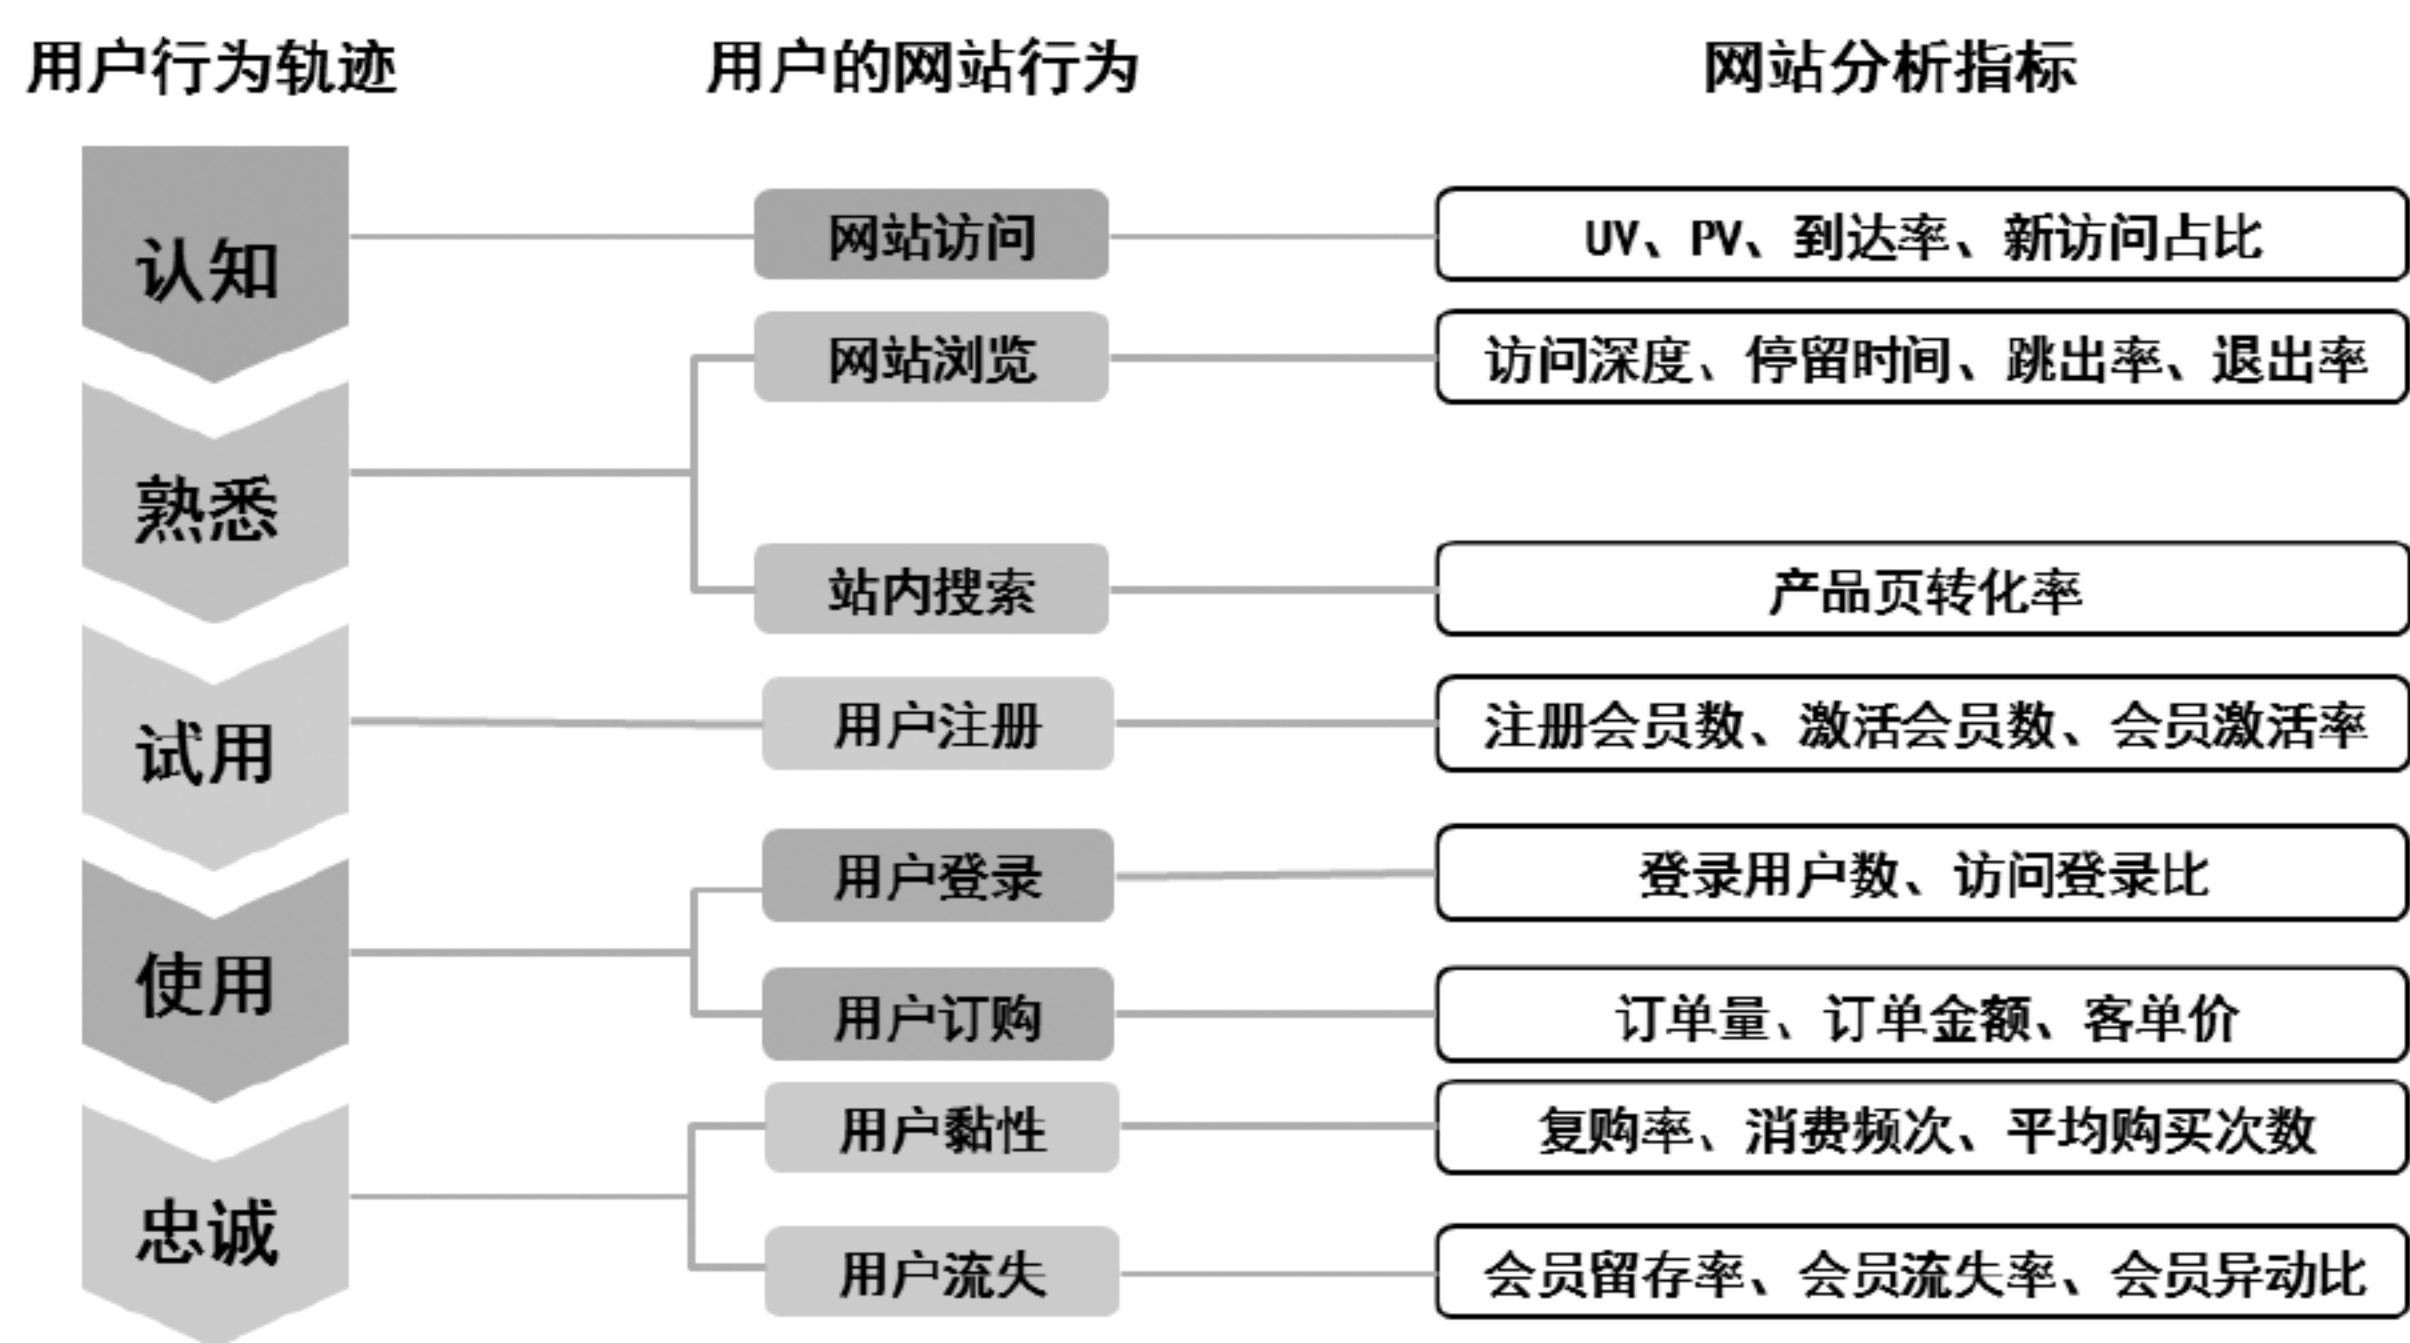 用户行为轨迹
用户的网站行为
网站分析指标
认知
网站访问
UV、PV、到达率、新访问占比
网站浏览
访问深度、停留时间、跳出率、退出率
熟悉
站内搜索
产品页转化率
试用
用户注册
注册会员数、激活会员数、会员激活率
用户登录
登录用户数、访问登录比
使用
用户订购
订单量、订单金额、客单价
用户黏性
复购率、消费频次、平均购买次数
忠诚
用户流失
会员留存率、会员流失率、会员异动比